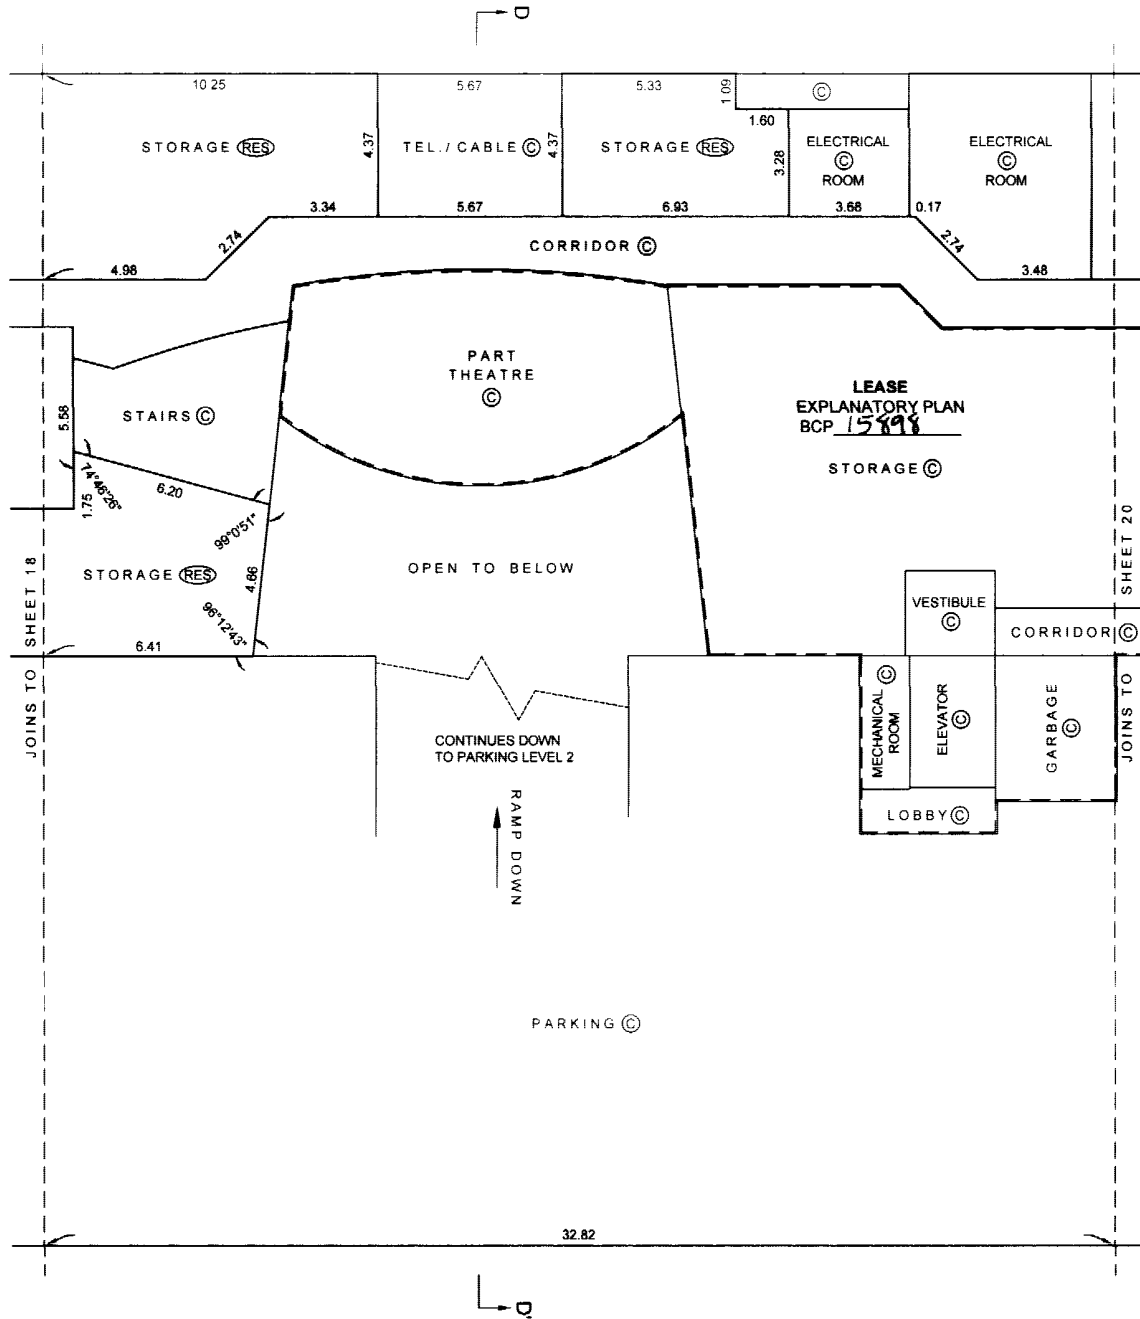 D
10.25
5.67
5.33
1.09
Ⓒ
1.60
STORAGE RES
4.37
TEL./ CABLE Ⓒ
4.37
STORAGE RES
3.28
ELECTRICAL
Ⓒ
ROOM
ELECTRICAL
Ⓒ
ROOM
3.34
5.67
6.93
3.68
0.17
2.74
CORRIDOR Ⓒ
2.74
4.98
3.48
PART
THEATRE
Ⓒ
LEASE
EXPLANATORY PLAN
BCP 15898
STORAGE Ⓒ
STAIRS Ⓒ
5.58
74°46'26"
1.75
6.20
99°0'51"
STORAGE RES
4.66
96°12'43"
6.41
OPEN TO BELOW
VESTIBULE
Ⓒ
CORRIDOR Ⓒ
JOINS TO SHEET 18
JOINS TO SHEET 20
MECHANICAL Ⓒ
ROOM
ELEVATOR Ⓒ
GARBAGE Ⓒ
LOBBY Ⓒ
CONTINUES DOWN
TO PARKING LEVEL 2
RAMP DOWN
PARKING Ⓒ
32.82
D'